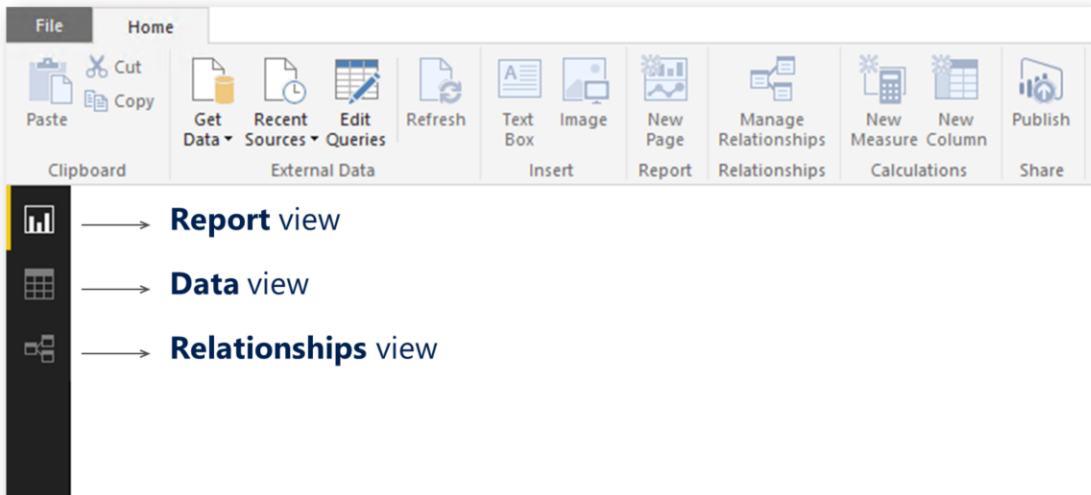 File Home
Paste
Cut
Copy
Clipboard
Get Data
Recent Sources
Edit Queries
Refresh
External Data
Text Box
Image
Insert
New Page
Report
Manage Relationships
Relationships
New Measure
New Column
Calculations
Publish
Share
Report view
Data view
Relationships view